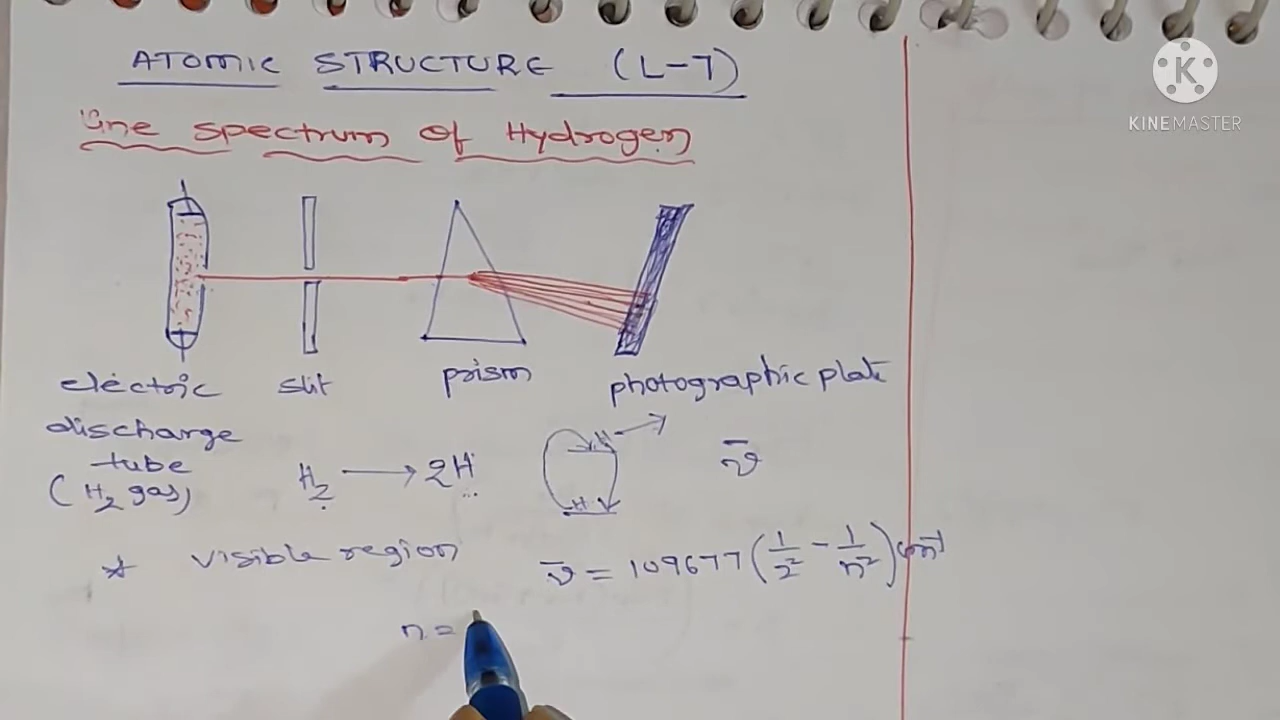 ATOMIC STRUCTURE (L-7)
KINEMASTER
Line spectrum of Hydrogen
electric discharge tube (H₂ gas)
slit
prism
photographic plate
H₂ → 2H
H
H
ν̅
* visible region
ν̅ = 109677 (1/2² - 1/n²) cm⁻¹
n =